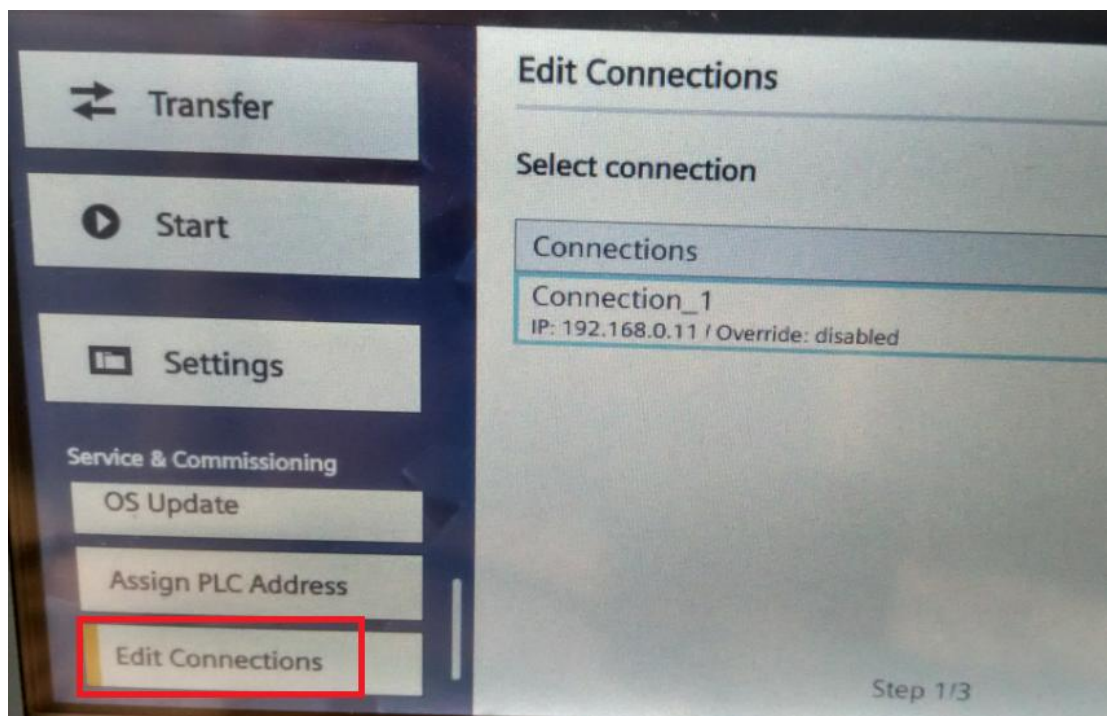 Transfer
Start
Settings
Service & Commissioning
OS Update
Assign PLC Address
Edit Connections
Edit Connections
Select connection
Connections
Connection_1
IP: 192.168.0.11 / Override: disabled
Step 1/3